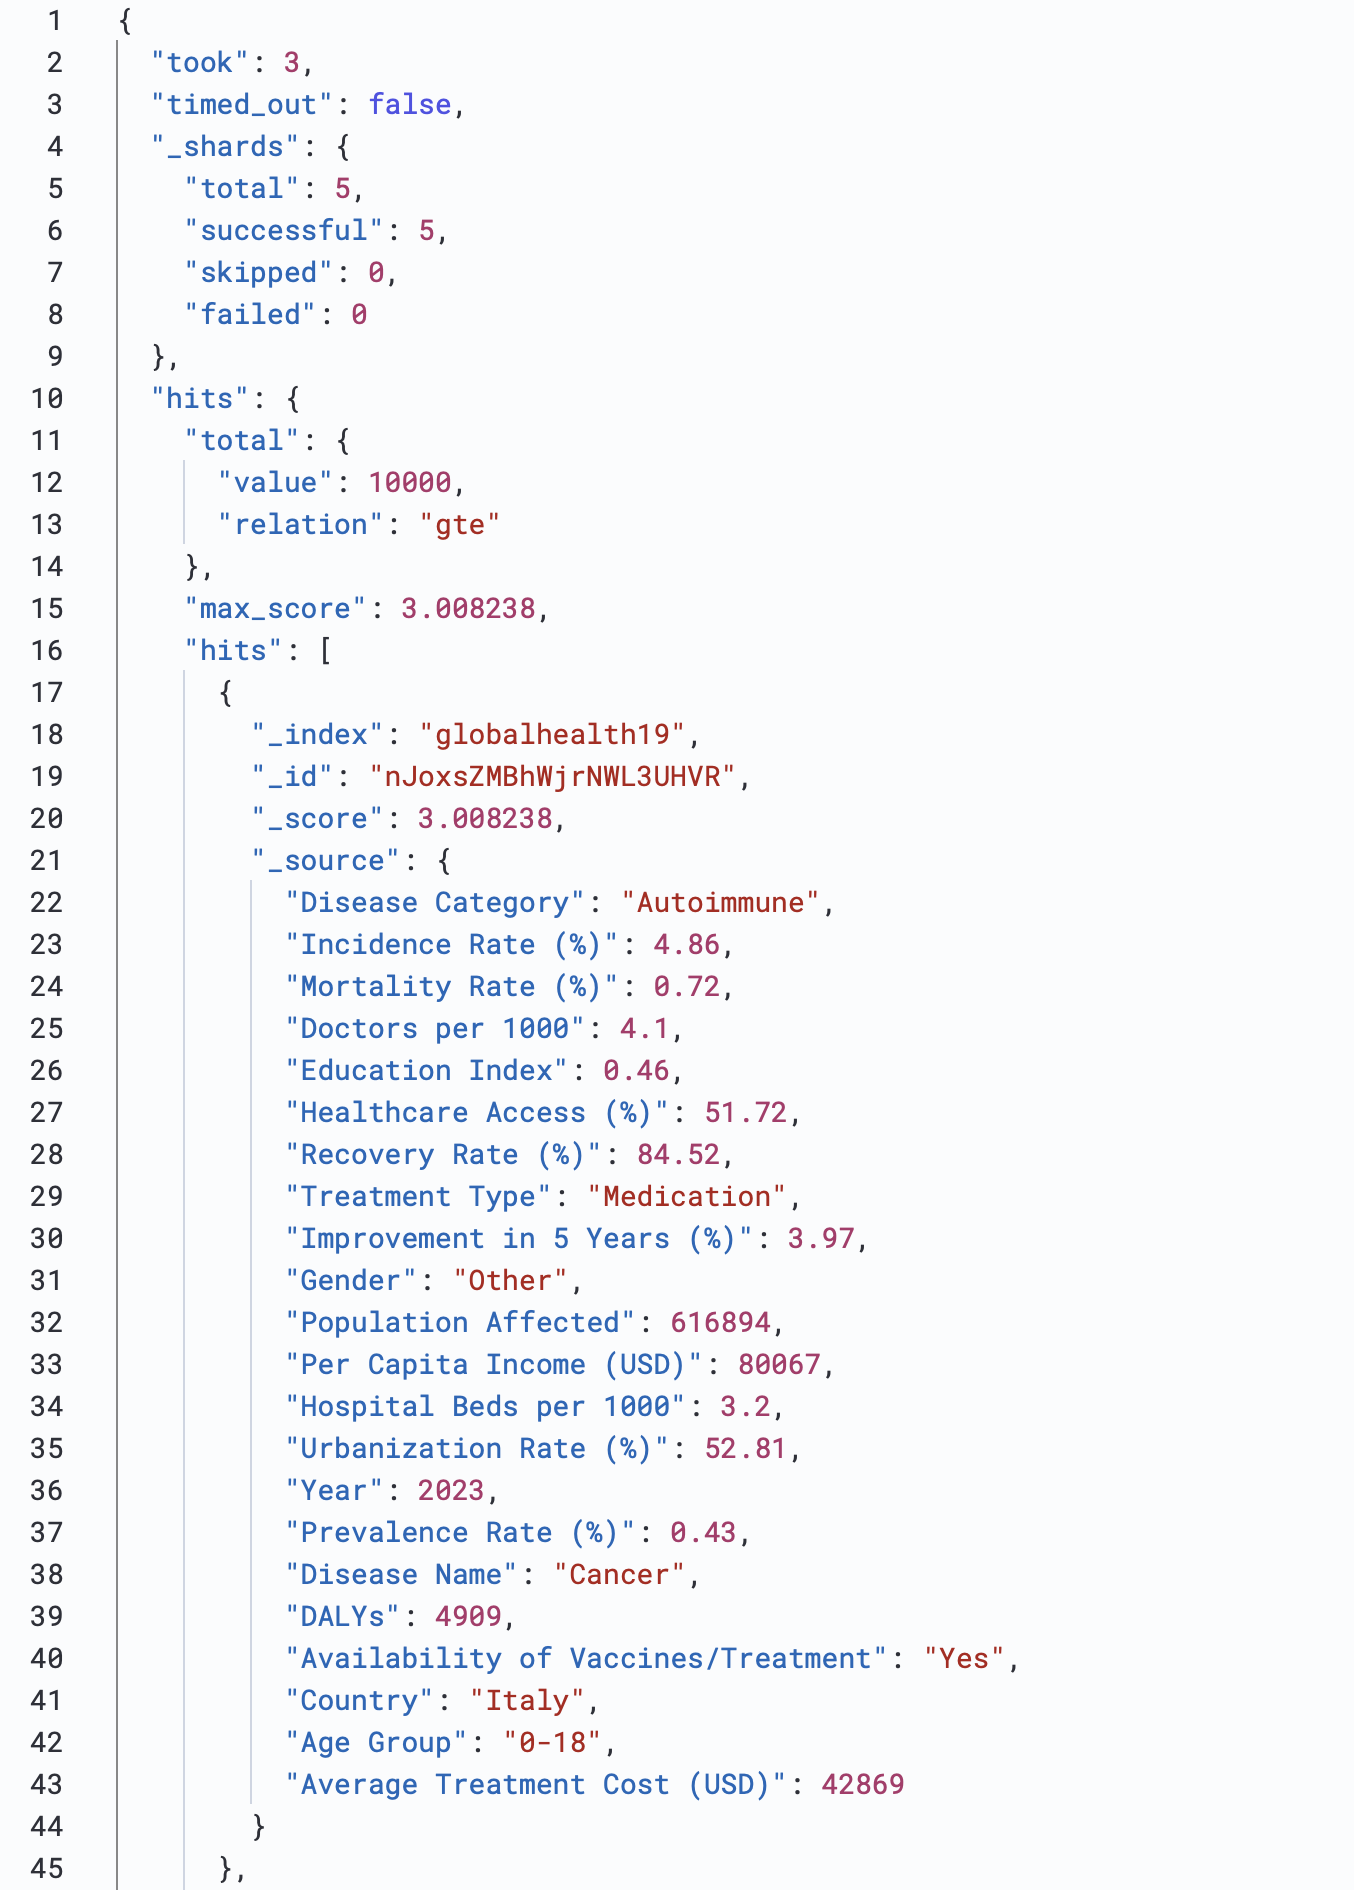 1 {
2 "took": 3,
3 "timed_out": false,
4 "_shards": {
5 "total": 5,
6 "successful": 5,
7 "skipped": 0,
8 "failed": 0
9 },
10 "hits": {
11 "total": {
12 "value": 10000,
13 "relation": "gte"
14 },
15 "max_score": 3.008238,
16 "hits": [
17 {
18 "_index": "globalhealth19",
19 "_id": "nJoxsZMBhWjrNWL3UHVR",
20 "_score": 3.008238,
21 "_source": {
22 "Disease Category": "Autoimmune",
23 "Incidence Rate (%)": 4.86,
24 "Mortality Rate (%)": 0.72,
25 "Doctors per 1000": 4.1,
26 "Education Index": 0.46,
27 "Healthcare Access (%)": 51.72,
28 "Recovery Rate (%)": 84.52,
29 "Treatment Type": "Medication",
30 "Improvement in 5 Years (%)": 3.97,
31 "Gender": "Other",
32 "Population Affected": 616894,
33 "Per Capita Income (USD)": 80067,
34 "Hospital Beds per 1000": 3.2,
35 "Urbanization Rate (%)": 52.81,
36 "Year": 2023,
37 "Prevalence Rate (%)": 0.43,
38 "Disease Name": "Cancer",
39 "DALYs": 4909,
40 "Availability of Vaccines/Treatment": "Yes",
41 "Country": "Italy",
42 "Age Group": "0-18",
43 "Average Treatment Cost (USD)": 42869
44 }
45 },